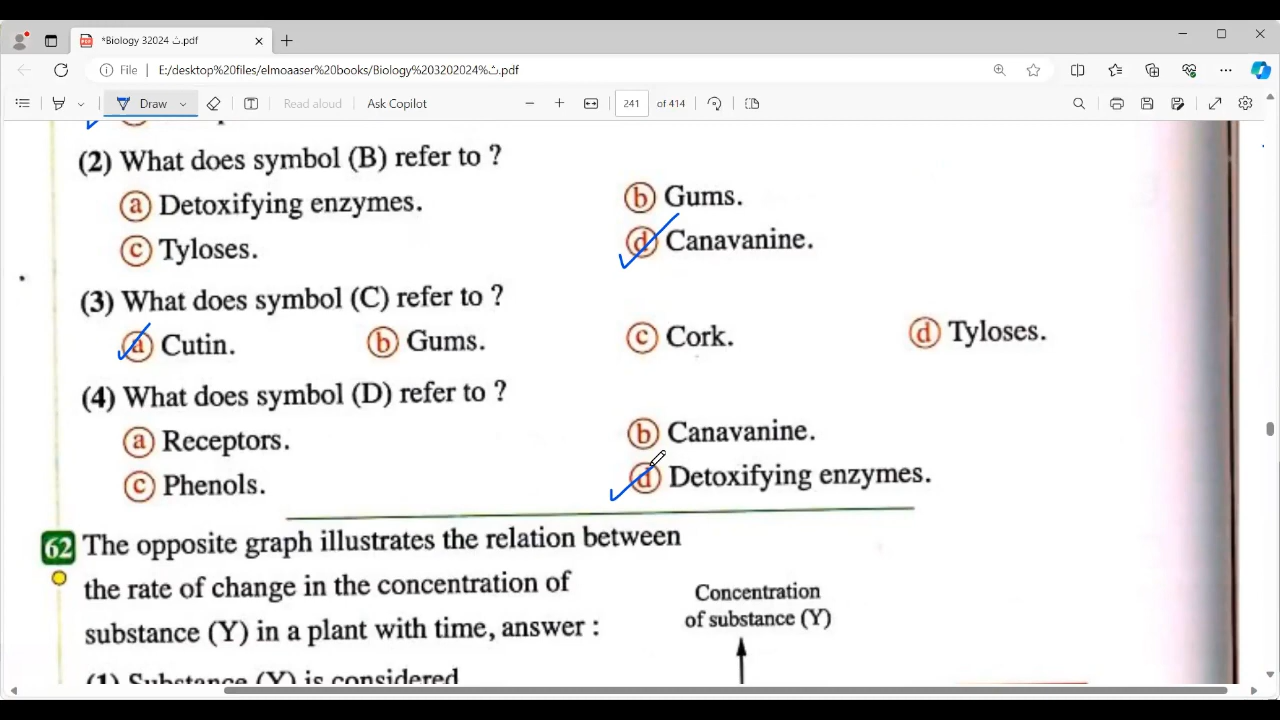 *Biology 32024 ث.pdf
File E:/desktop%20files/elmoaaser%20books/Biology%203202024%ث.pdf
Draw Read aloud Ask Copilot 241 of 414
(2) What does symbol (B) refer to ?
a Detoxifying enzymes. b Gums.
c Tyloses. d Canavanine.
(3) What does symbol (C) refer to ?
a Cutin. b Gums. c Cork. d Tyloses.
(4) What does symbol (D) refer to ?
a Receptors. b Canavanine.
c Phenols. d Detoxifying enzymes.
62 The opposite graph illustrates the relation between
the rate of change in the concentration of
substance (Y) in a plant with time, answer :
Concentration
of substance (Y)
(1) Substance (Y) is considered